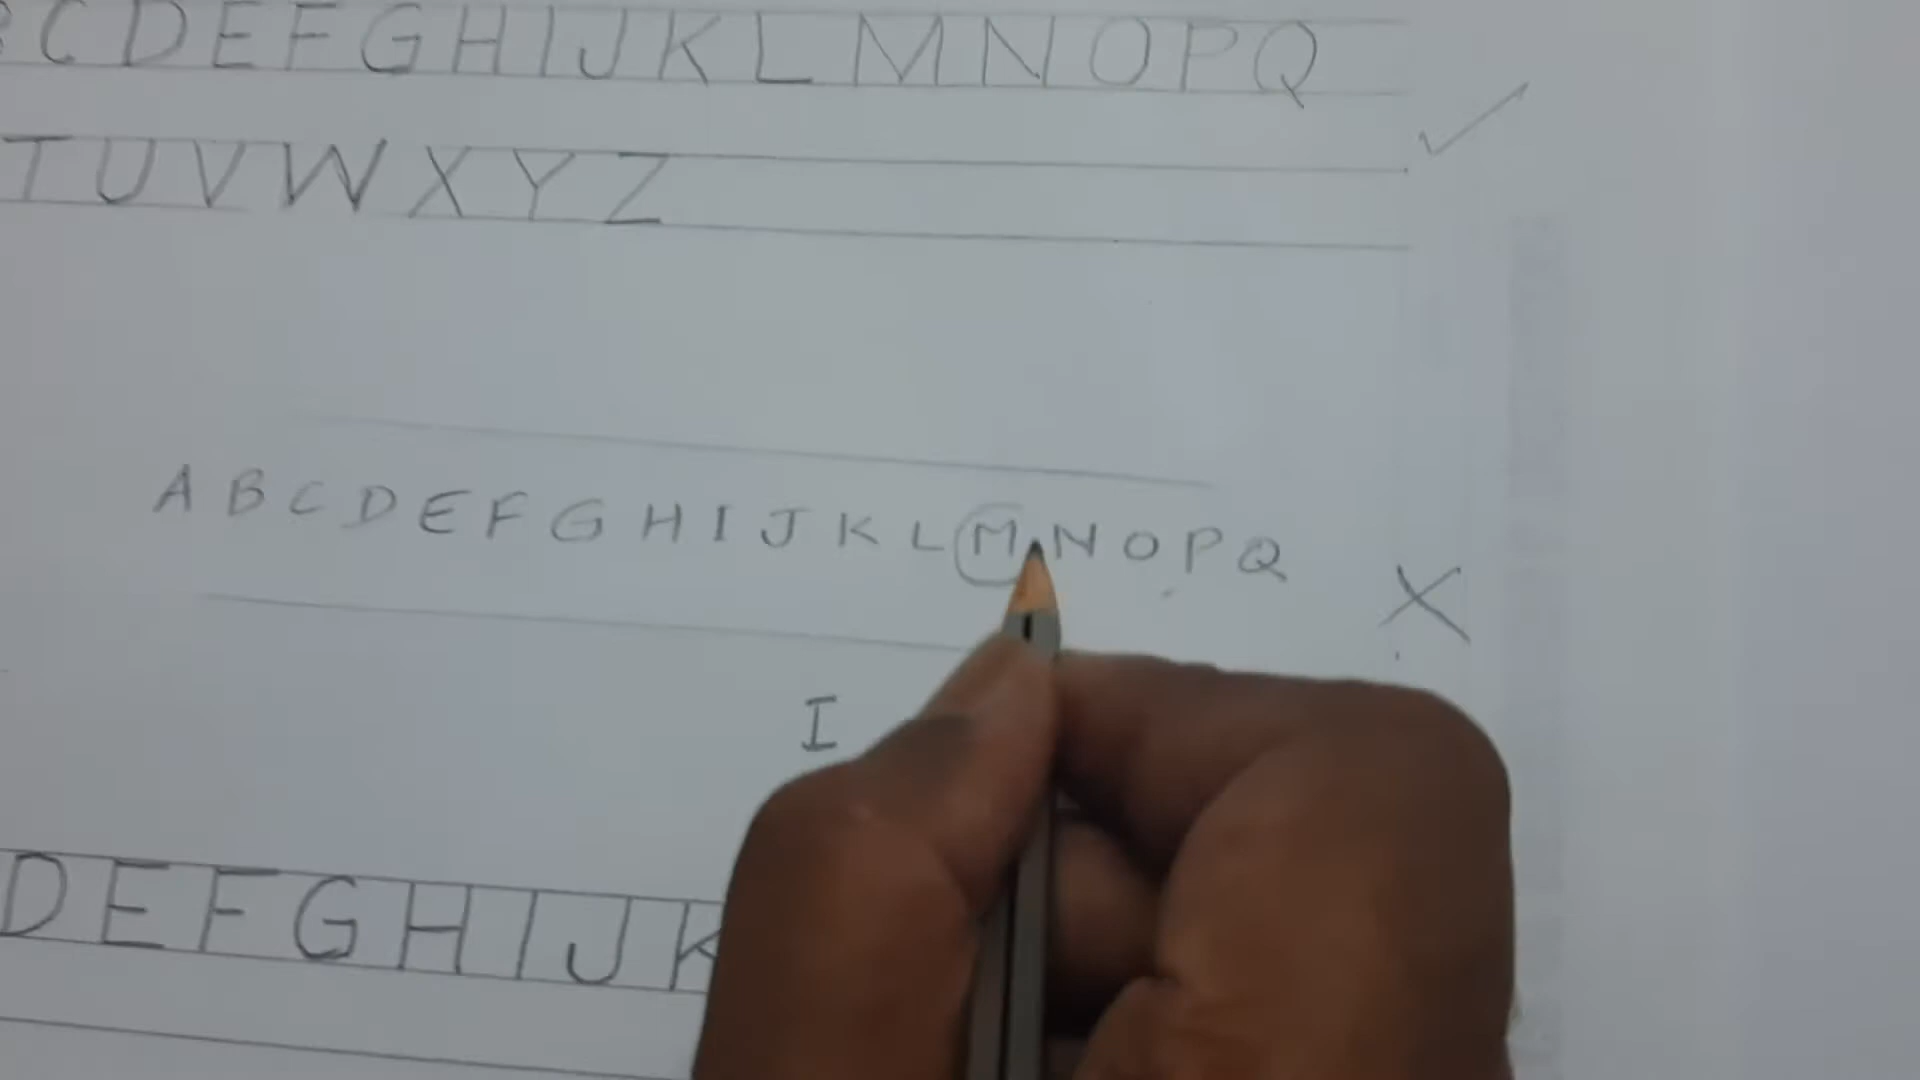 C D E F G H I J K L M N O P Q
T U V W X Y Z
A B C D E F G H I J K L M N O P Q
I
D E F G H I J K